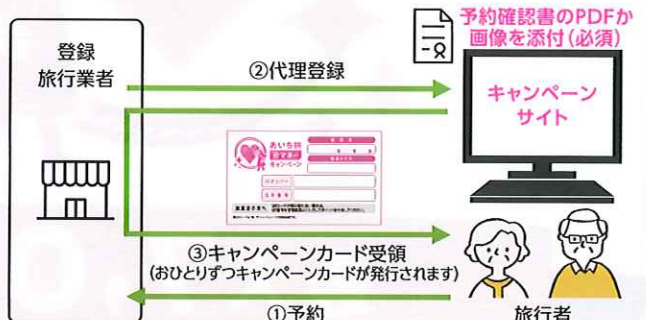 予約確認書のPDFか
画像を添付(必須)
登録
旅行業者
②代理登録
キャンペーン
サイト
あいち旅
eマネー
キャンペーン
③キャンペーンカード受領
(おひとりずつキャンペーンカードが発行されます)
①予約
旅行者